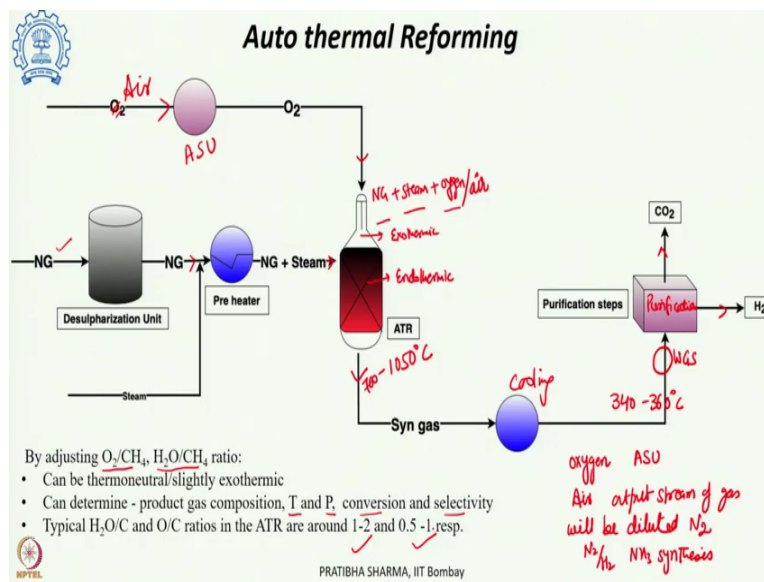 Auto thermal Reforming
O2 Air
O2
ASU
NG + steam + oxygen/air
Exothermic
Endothermic
CO2
NG
NG
NG + Steam
Pre heater
Desulpharization Unit
ATR
Purification steps
Purification
H2
WGS
700-1050°C
Cooling
340-360°C
Steam
Syn gas
By adjusting O2/CH4, H2O/CH4 ratio:
• Can be thermoneutral/slightly exothermic
• Can determine - product gas composition, T and P, conversion and selectivity
• Typical H2O/C and O/C ratios in the ATR are around 1-2 and 0.5 -1 resp.
oxygen ASU
Air output stream of gas
will be diluted N2
N2/H2 NH3 synthesis
NPTEL
PRATIBHA SHARMA, IIT Bombay